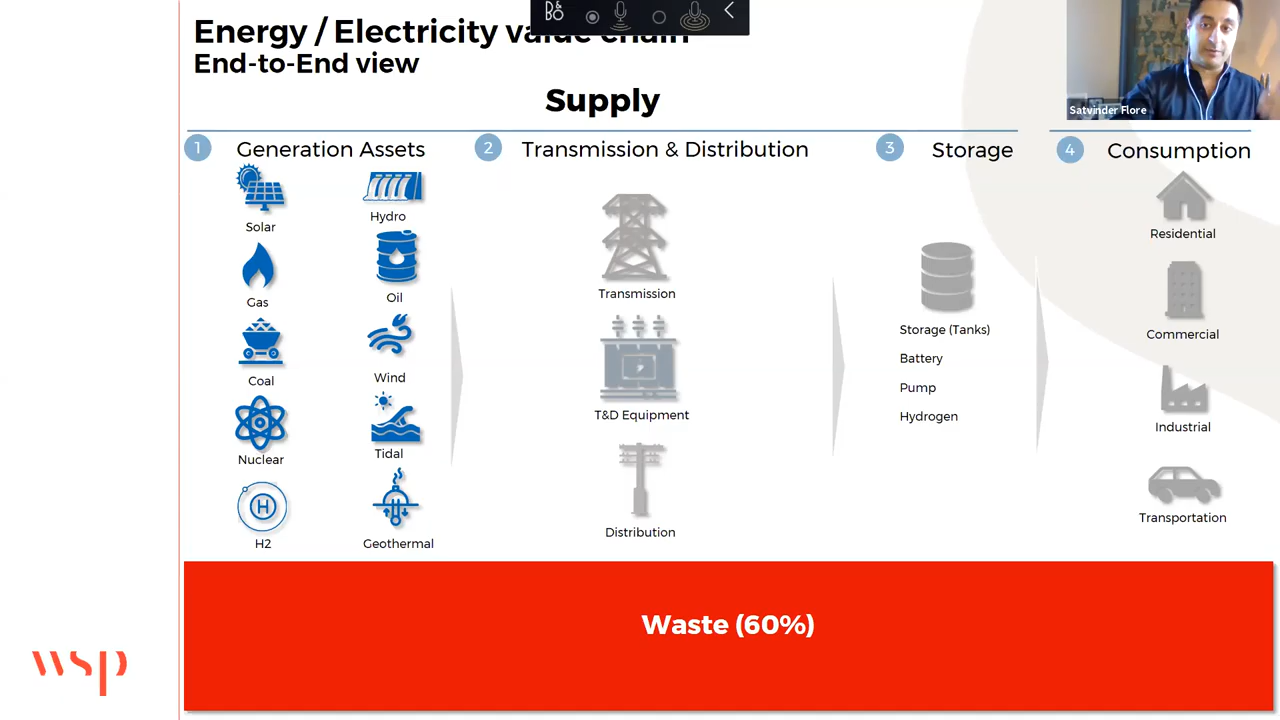 Energy / Electricity value chain
End-to-End view
B&O
Satvinder Flore
Supply
1 Generation Assets
2 Transmission & Distribution
3 Storage
4 Consumption
Solar
Hydro
Gas
Oil
Coal
Wind
Nuclear
Tidal
H
H2
Geothermal
Transmission
T&D Equipment
Distribution
Storage (Tanks)
Battery
Pump
Hydrogen
Residential
Commercial
Industrial
Transportation
Waste (60%)
wsp